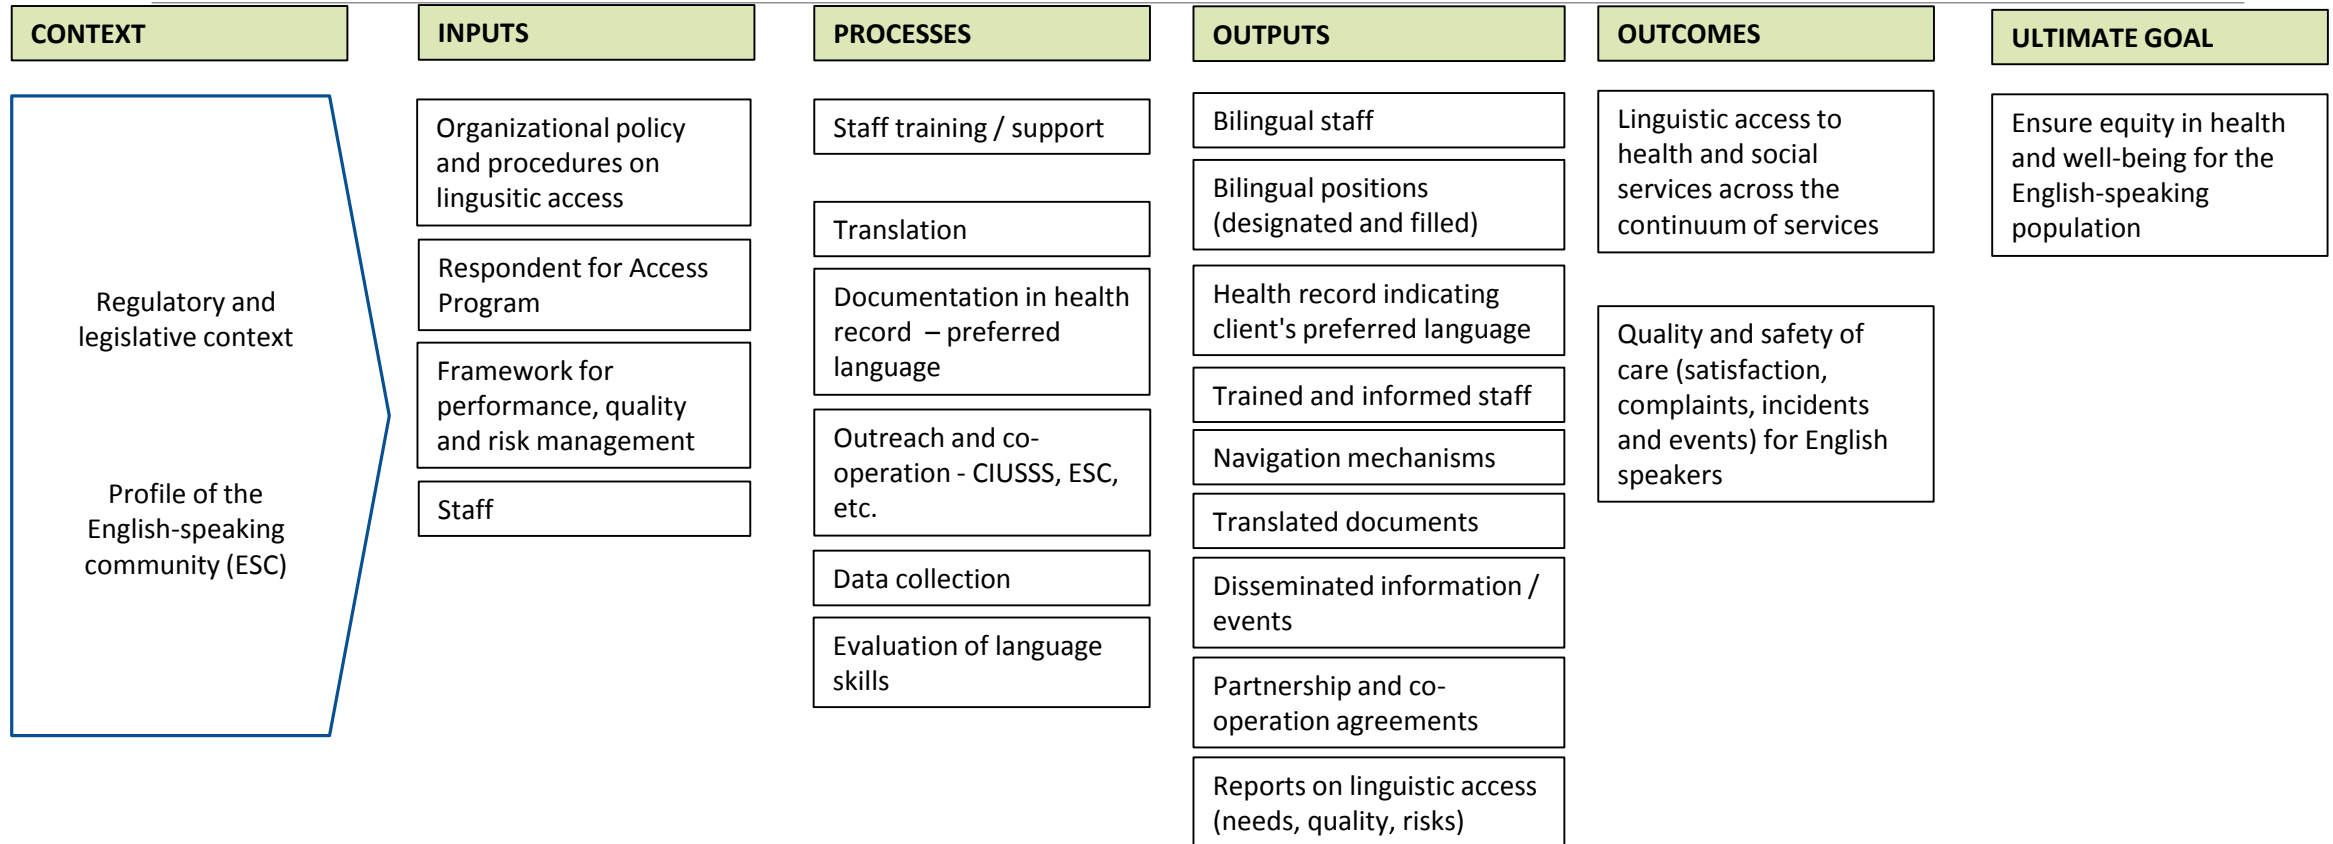 CONTEXT
INPUTS
PROCESSES
OUTPUTS
OUTCOMES
ULTIMATE GOAL
Regulatory and
legislative context
Profile of the
English-speaking
community (ESC)
Organizational policy
and procedures on
lingusitic access
Respondent for Access
Program
Framework for
performance, quality
and risk management
Staff
Staff training / support
Translation
Documentation in health
record – preferred
language
Outreach and co-
operation - CIUSSS, ESC,
etc.
Data collection
Evaluation of language
skills
Bilingual staff
Bilingual positions
(designated and filled)
Health record indicating
client's preferred language
Trained and informed staff
Navigation mechanisms
Translated documents
Disseminated information /
events
Partnership and co-
operation agreements
Reports on linguistic access
(needs, quality, risks)
Linguistic access to
health and social
services across the
continuum of services
Quality and safety of
care (satisfaction,
complaints, incidents
and events) for English
speakers
Ensure equity in health
and well-being for the
English-speaking
population